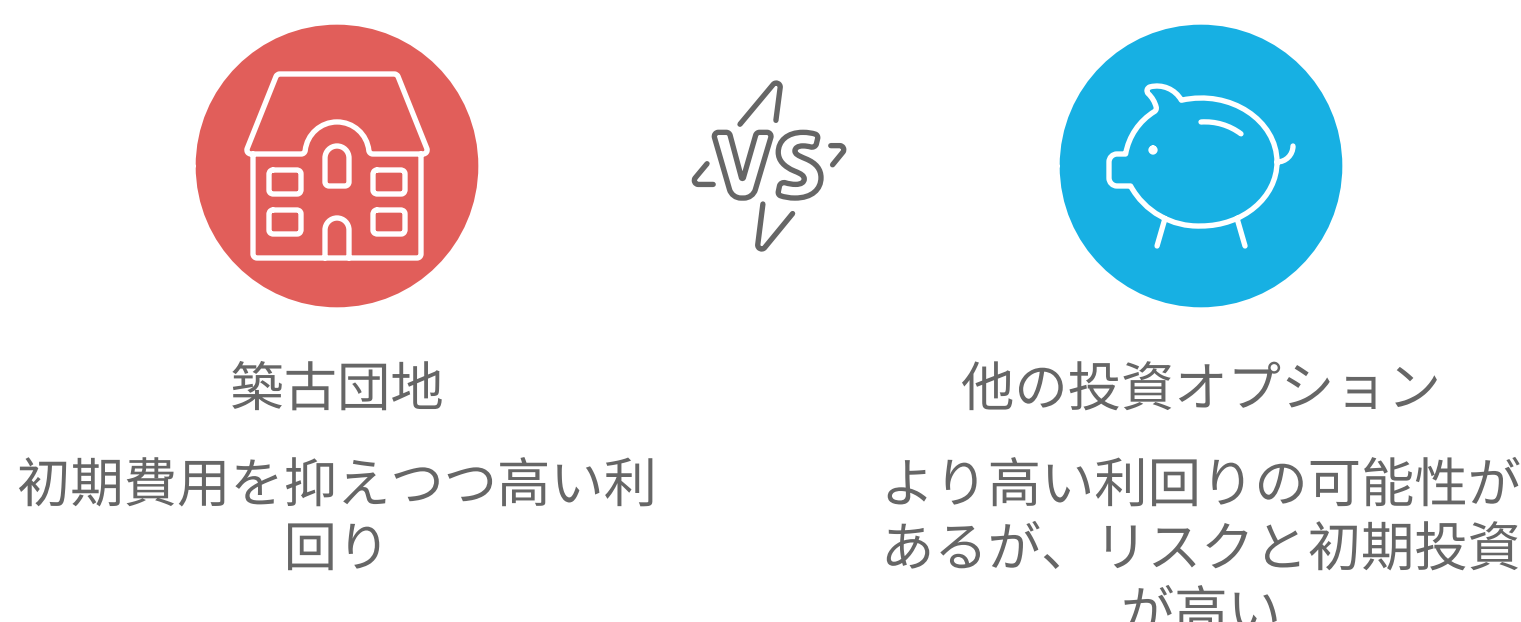 VS
築古団地
他の投資オプション
初期費用を抑えつつ高い利
回り
より高い利回りの可能性が
あるが、リスクと初期投資
が高い